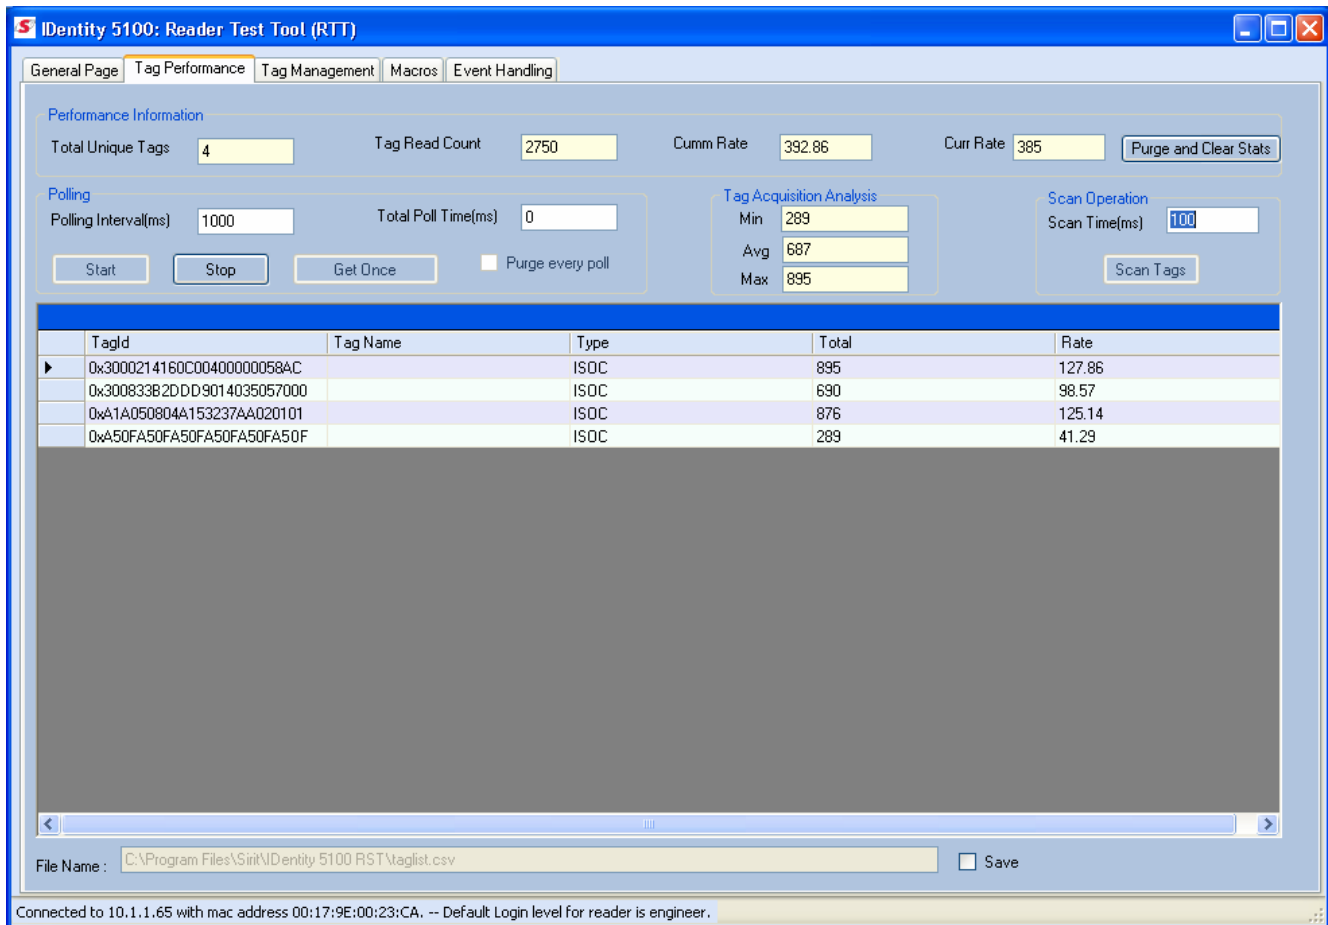 IDentity 5100: Reader Test Tool (RTT)
General Page Tag Performance Tag Management Macros Event Handling
Performance Information
Total Unique Tags 4 Tag Read Count 2750 Cumm Rate 392.86 Curr Rate 385 Purge and Clear Stats
Polling Tag Acquisition Analysis Scan Operation
Polling Interval(ms) 1000 Total Poll Time(ms) 0 Min 289 Scan Time(ms) 100
Avg 687
Start Stop Get Once Purge every poll Max 895 Scan Tags
TagId Tag Name Type Total Rate
0x3000214160C00400000058AC ISOC 895 127.86
0x300833B2DDD9014035057000 ISOC 690 98.57
0xA1A050804A153237AA020101 ISOC 876 125.14
0xA50FA50FA50FA50FA50FA50F ISOC 289 41.29
File Name : C:\Program Files\Sirit\IDentity 5100 RST\taglist.csv Save
Connected to 10.1.1.65 with mac address 00:17:9E:00:23:CA. -- Default Login level for reader is engineer.